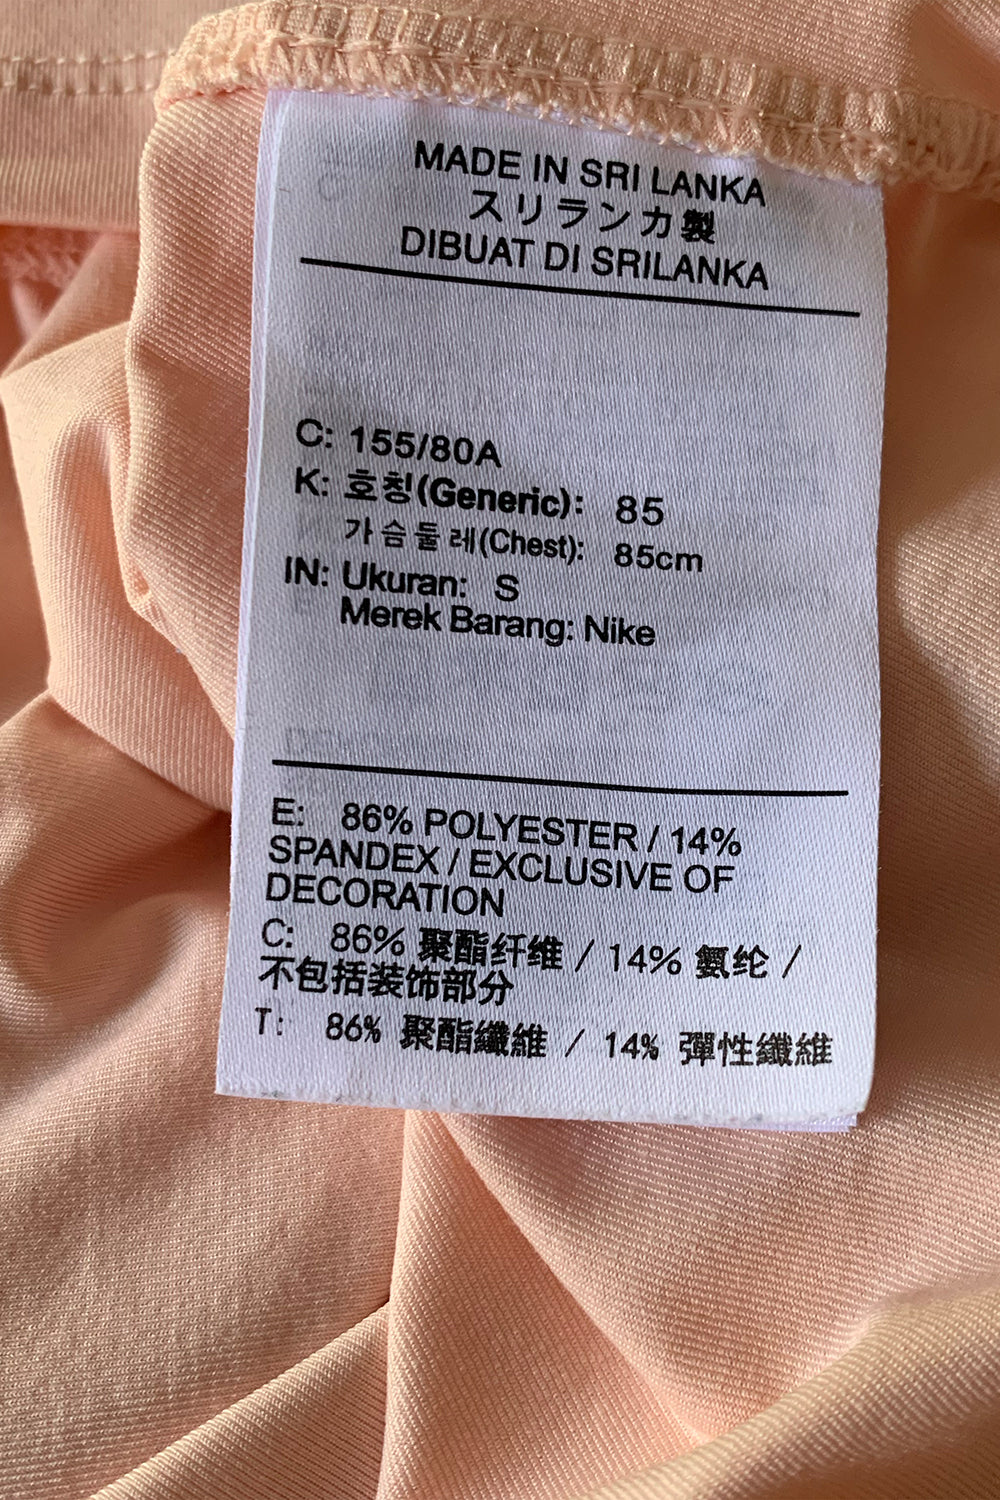 MADE IN SRI LANKA
スリランカ製
DIBUAT DI SRILANKA
C: 155/80A
K: 호칭(Generic): 85
가슴둘레(Chest): 85cm
IN: Ukuran: S
Merek Barang: Nike
E: 86% POLYESTER / 14%
SPANDEX / EXCLUSIVE OF
DECORATION
C: 86% 聚酯纤维 / 14% 氨纶 /
不包括装饰部分
T: 86% 聚酯纖維 / 14% 彈性纖維